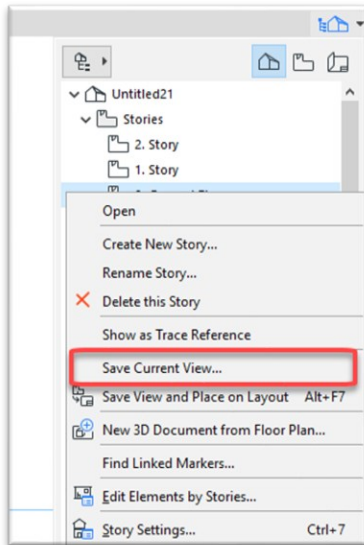 Untitled21
Stories
2. Story
1. Story
Open
Create New Story...
Rename Story...
Delete this Story
Show as Trace Reference
Save Current View...
Save View and Place on Layout Alt+F7
New 3D Document from Floor Plan...
Find Linked Markers...
Edit Elements by Stories...
Story Settings... Ctrl+7